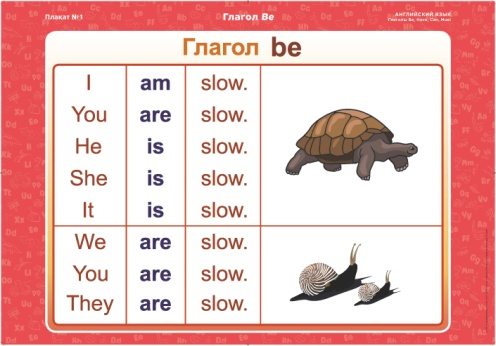 Плакат №1
Глагол Be
АНГЛИЙСКИЙ ЯЗЫК
Глаголы Be, Have, Can, Must
Глагол be
I am slow.
You are slow.
He is slow.
She is slow.
It is slow.
We are slow.
You are slow.
They are slow.